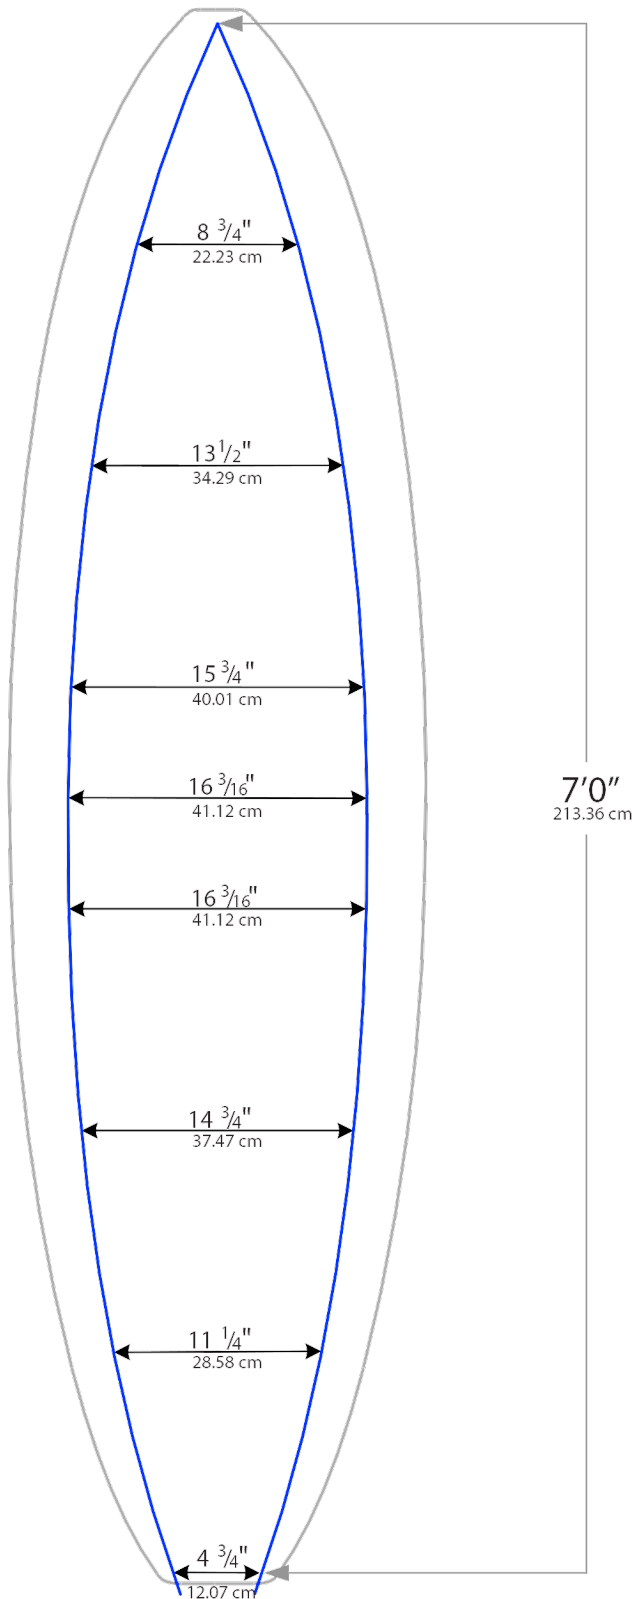 8 3/4"
22.23 cm
13 1/2"
34.29 cm
15 3/4"
40.01 cm
16 3/16"
7'0"
41.12 cm
213.36 cm
16 3/16"
41.12 cm
14 3/4"
37.47 cm
11 1/4"
28.58 cm
4 3/4"
12.07 cm